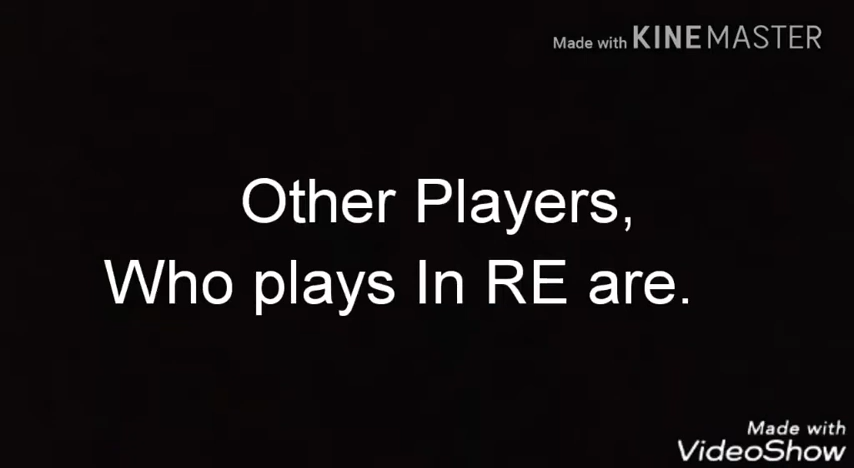 Made with KINEMASTER
Other Players,
Who plays In RE are.
Made with
VideoShow